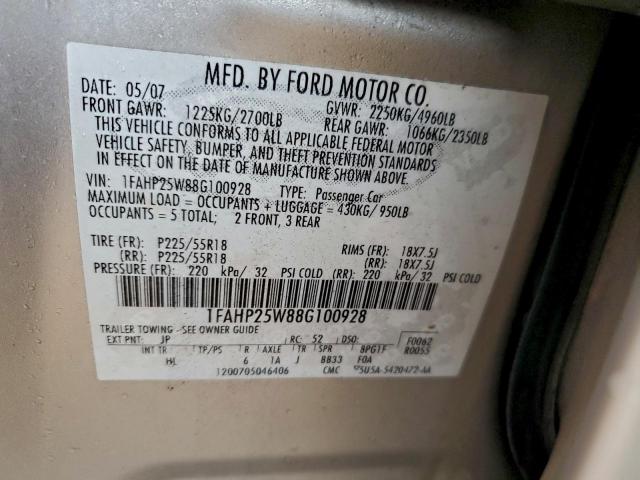 MFD. BY FORD MOTOR CO.
DATE: 05/07 GVWR: 2250KG/4960LB
FRONT GAWR: 1225KG/2700LB REAR GAWR: 1066KG/2350LB
THIS VEHICLE CONFORMS TO ALL APPLICABLE FEDERAL MOTOR
VEHICLE SAFETY, BUMPER, AND THEFT PREVENTION STANDARDS
IN EFFECT ON THE DATE OF MANUFACTURE SHOWN ABOVE.
VIN: 1FAHP25W88G100928 TYPE: Passenger Car
MAXIMUM LOAD = OCCUPANTS + LUGGAGE = 430KG/950LB
OCCUPANTS = 5 TOTAL; 2 FRONT, 3 REAR
TIRE (FR): P225/55R18 RIMS (FR): 18X7.5J
(RR): P225/55R18 (RR): 18X7.5J
PRESSURE (FR): 220 kPa/ 32 PSI COLD (RR): 220 kPa/ 32 PSI COLD
1FAHP25W88G100928
TRAILER TOWING - SEE OWNER GUIDE
EXT PNT: JP RC: 52 DSO: F0062
INT TR TP/PS R AXLE TR SPR BPGTF R0055
HL 6 1A J BB33 F0A
1200705046406 CMC 5U5A-5420472-AA